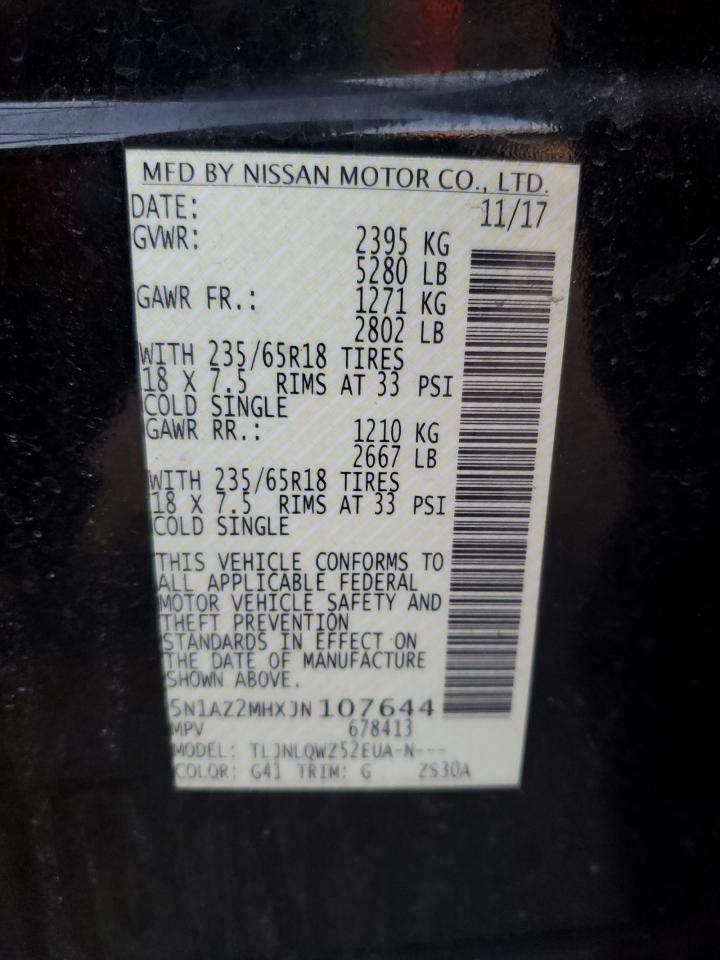 MFD BY NISSAN MOTOR CO., LTD.
DATE: 11/17
GVWR: 2395 KG
5280 LB
GAWR FR.: 1271 KG
2802 LB
WITH 235/65R18 TIRES
18 X 7.5 RIMS AT 33 PSI
COLD SINGLE
GAWR RR.: 1210 KG
2667 LB
WITH 235/65R18 TIRES
18 X 7.5 RIMS AT 33 PSI
COLD SINGLE
THIS VEHICLE CONFORMS TO
ALL APPLICABLE FEDERAL
MOTOR VEHICLE SAFETY AND
THEFT PREVENTION
STANDARDS IN EFFECT ON
THE DATE OF MANUFACTURE
SHOWN ABOVE.
5N1AZ2MHXJN107644
MPV 678413
MODEL: TLJNLQWZ52EUA-N---
COLOR: G41 TRIM: G ZS30A